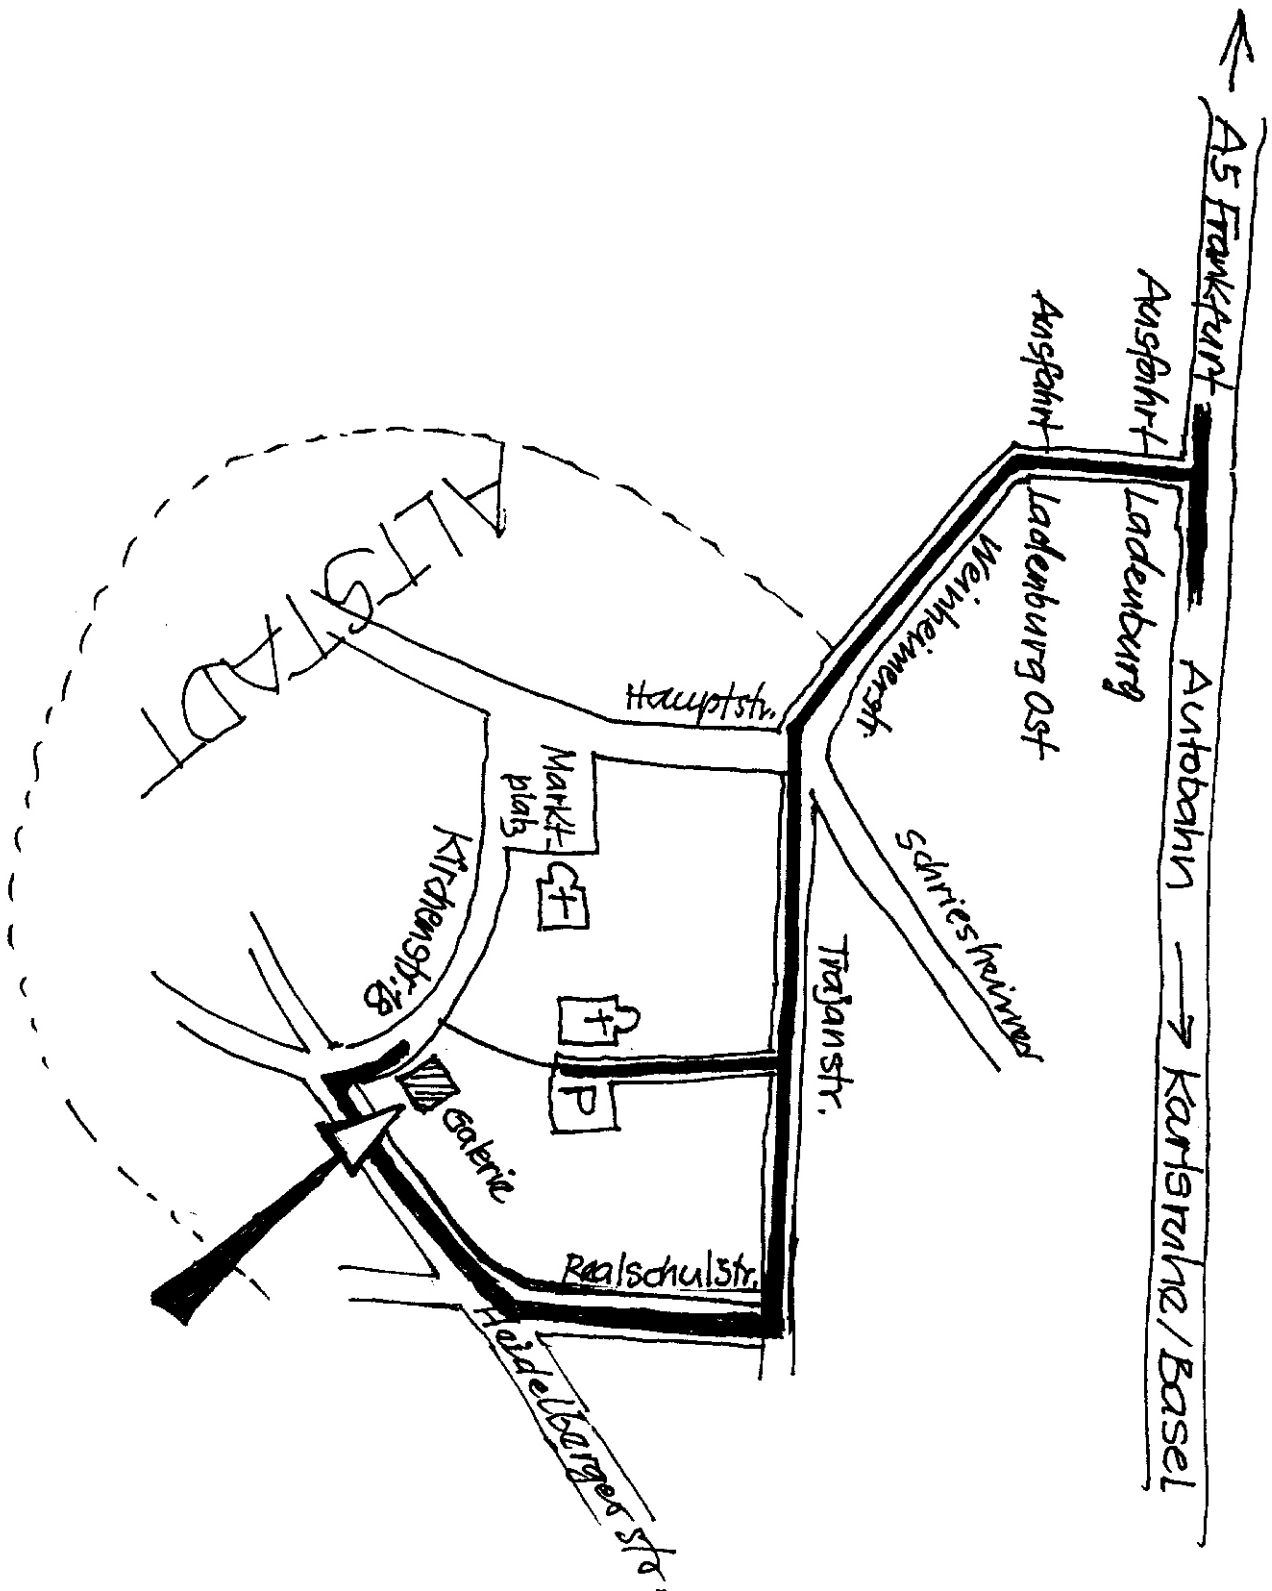 ← A5 Frankfurt
Autobahn → Karlsruhe/Basel
Ausfahrt Ladenburg
Ausfahrt Ladenburg Ost
Weinheimerstr.
Schriesheimer
Trajanstr.
Hauptstr.
Markt-
platz
P
Realschulstr.
ALTSTADT
Kirchenstr. 18
Galerie
Heidelberger str.